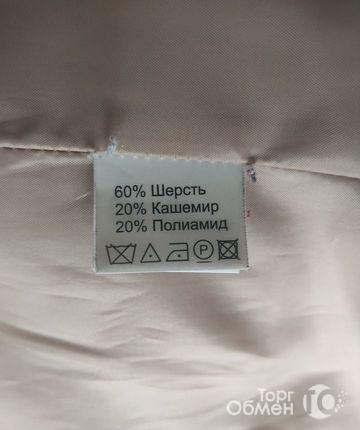 60% Шерсть
20% Кашемир
20% Полиамид
P
Торг
Обмен